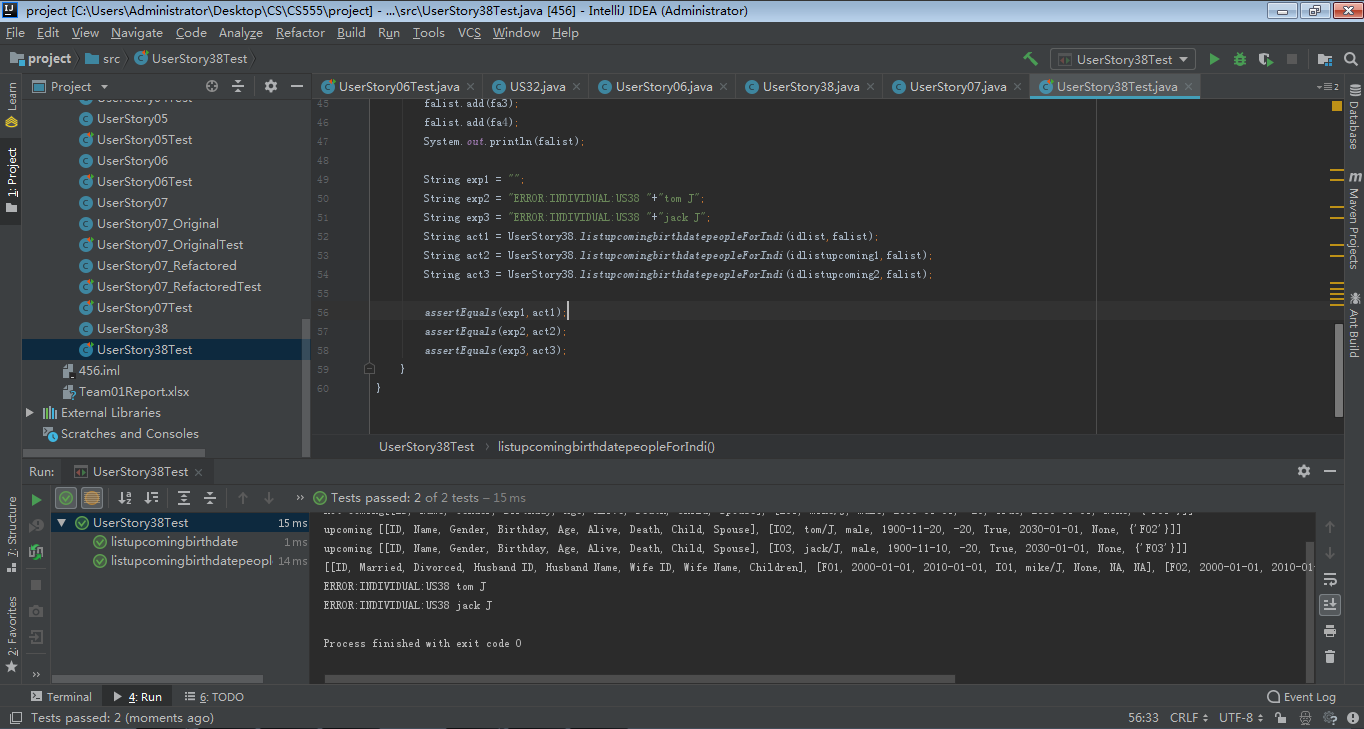 project [C:\Users\Administrator\Desktop\CS\CS555\project] - ...\src\UserStory38Test.java [456] - IntelliJ IDEA (Administrator)
File Edit View Navigate Code Analyze Refactor Build Run Tools VCS Window Help
project src UserStory38Test UserStory38Test
Learn
1: Project
Project
UserStory06Test.java US32.java UserStory06.java UserStory38.java UserStory07.java UserStory38Test.java 2
UserStory05
UserStory05Test
UserStory06
UserStory06Test
UserStory07
UserStory07_Original
UserStory07_OriginalTest
UserStory07_Refactored
UserStory07_RefactoredTest
UserStory07Test
UserStory38
UserStory38Test
456.iml
Team01Report.xlsx
External Libraries
Scratches and Consoles
45 falist.add(fa3);
46 falist.add(fa4);
47 System.out.println(falist);
48
49 String exp1 = "";
50 String exp2 = "ERROR:INDIVIDUAL:US38 "+"tom J";
51 String exp3 = "ERROR:INDIVIDUAL:US38 "+"jack J";
52 String act1 = UserStory38.listupcomingbirthdatepeopleForIndi(idlist,falist);
53 String act2 = UserStory38.listupcomingbirthdatepeopleForIndi(idlistupcoming1,falist);
54 String act3 = UserStory38.listupcomingbirthdatepeopleForIndi(idlistupcoming2,falist);
55
56 assertEquals(exp1,act1);
57 assertEquals(exp2,act2);
58 assertEquals(exp3,act3);
59 }
60 }
UserStory38Test › listupcomingbirthdatepeopleForIndi()
Database
Maven Projects
Ant Build
Run: UserStory38Test
» Tests passed: 2 of 2 tests – 15 ms
UserStory38Test 15 ms
listupcomingbirthdate 1 ms
listupcomingbirthdatepeopl 14 ms
upcoming [[ID, Name, Gender, Birthday, Age, Alive, Death, Child, Spouse], [I02, tom/J, male, 1900-11-20, -20, True, 2030-01-01, None, {'F02'}]]
upcoming [[ID, Name, Gender, Birthday, Age, Alive, Death, Child, Spouse], [I03, jack/J, male, 1900-11-10, -20, True, 2030-01-01, None, {'F03'}]]
[[ID, Married, Divorced, Husband ID, Husband Name, Wife ID, Wife Name, Children], [F01, 2000-01-01, 2010-01-01, I01, mike/J, None, NA, NA], [F02, 2000-01-01, 2010-01
ERROR:INDIVIDUAL:US38 tom J
ERROR:INDIVIDUAL:US38 jack J
Process finished with exit code 0
7: Structure
2: Favorites
»
Terminal 4: Run 6: TODO Event Log
Tests passed: 2 (moments ago) 56:33 CRLF UTF-8